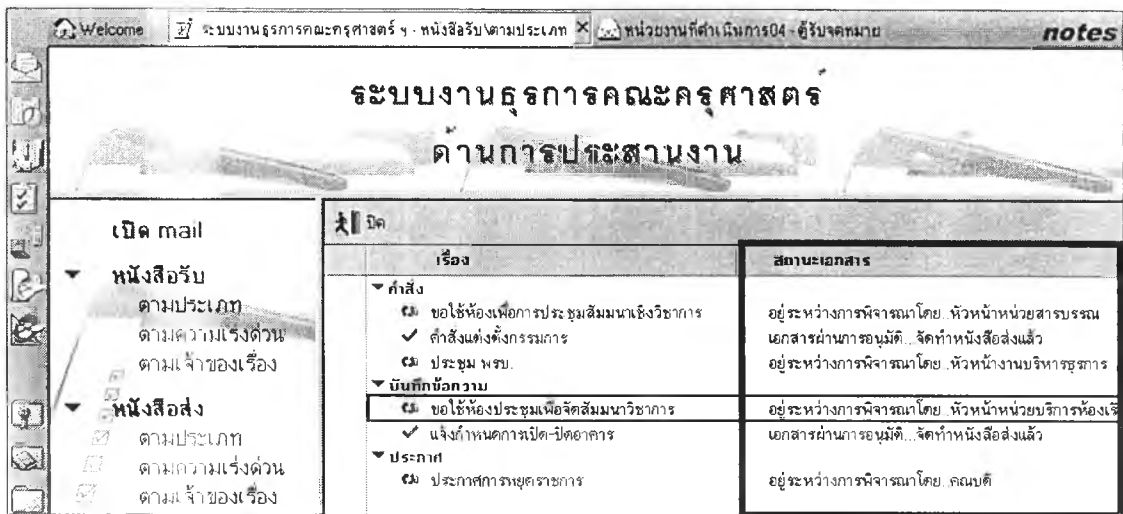 Welcome ระบบงานธุรการคณะครุศาสตร์ ฯ - หนังสือรับ\ตามประเภท หน่วยงานที่ดำเนินการ04 - ตู้รับจดหมาย notes
ระบบงานธุรการคณะครุศาสตร์
ด้านการประสานงาน
เปิด mail
หนังสือรับ
ตามประเภท
ตามความเร่งด่วน
ตามเจ้าของเรื่อง
หนังสือส่ง
ตามประเภท
ตามความเร่งด่วน
ตามเจ้าของเรื่อง
ปิด
เรื่อง สถานะเอกสาร
คำสั่ง
ขอใช้ห้องเพื่อการประชุมสัมมนาเชิงวิชาการ อยู่ระหว่างการพิจารณาโดย..หัวหน้าหน่วยสารบรรณ
คำสั่งแต่งตั้งกรรมการ เอกสารผ่านการอนุมัติ...จัดทำหนังสือส่งแล้ว
ประชุม พรบ. อยู่ระหว่างการพิจารณาโดย..หัวหน้างานบริหารธุรการ
บันทึกข้อความ
ขอใช้ห้องประชุมเพื่อจัดสัมมนาวิชาการ อยู่ระหว่างการพิจารณาโดย..หัวหน้าหน่วยบริการห้องเรี
แจ้งกำหนดการเปิด-ปิดอาคาร เอกสารผ่านการอนุมัติ...จัดทำหนังสือส่งแล้ว
ประกาศ
ประกาศการหยุดราชการ อยู่ระหว่างการพิจารณาโดย..คณบดี